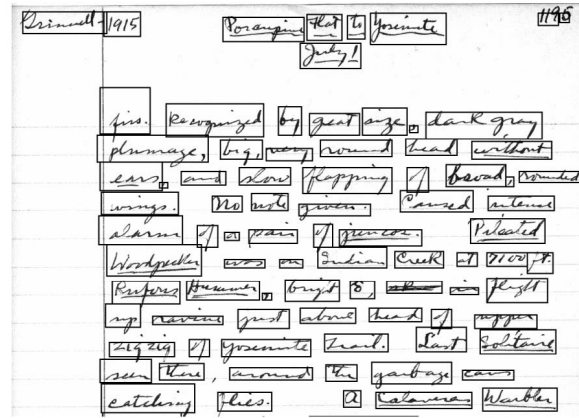 Grinnell - 1915 Porcupine Flat to Yosemite 1195
July 1
firs. Recognized by great size, dark gray
plumage, big, very round head without
ears, and slow flapping of broad, rounded
wings. No note given. Caused intense
alarm of a pair of juncos. Pileated
Woodpecker was on Indian Creek at 7100 ft.
Rufous Hummer, bright ♂, in flight
up ravine just above head of upper
zigzig of Yosemite Trail. Last Solitaire
seen there, around the garbage cans
catching flies. A Calaveras Warbler